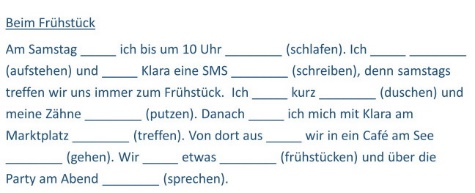 Beim Frühstück
Am Samstag _____ ich bis um 10 Uhr ________ (schlafen). Ich _____ ________
(aufstehen) und _____ Klara eine SMS ________ (schreiben), denn samstags
treffen wir uns immer zum Frühstück. Ich _____ kurz ________ (duschen) und
meine Zähne ________ (putzen). Danach _____ ich mich mit Klara am
Marktplatz _______ (treffen). Von dort aus _____ wir in ein Café am See
________ (gehen). Wir _____ etwas ________ (frühstücken) und über die
Party am Abend ________ (sprechen).